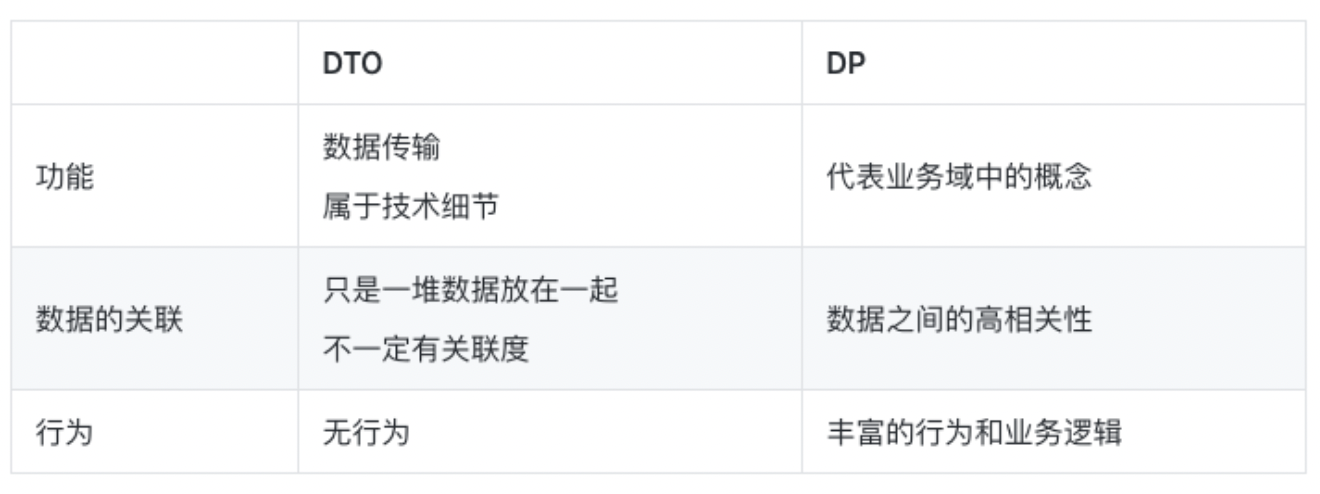 DTO
DP
功能
数据传输
属于技术细节
代表业务域中的概念
数据的关联
只是一堆数据放在一起
不一定有关联度
数据之间的高相关性
行为
无行为
丰富的行为和业务逻辑